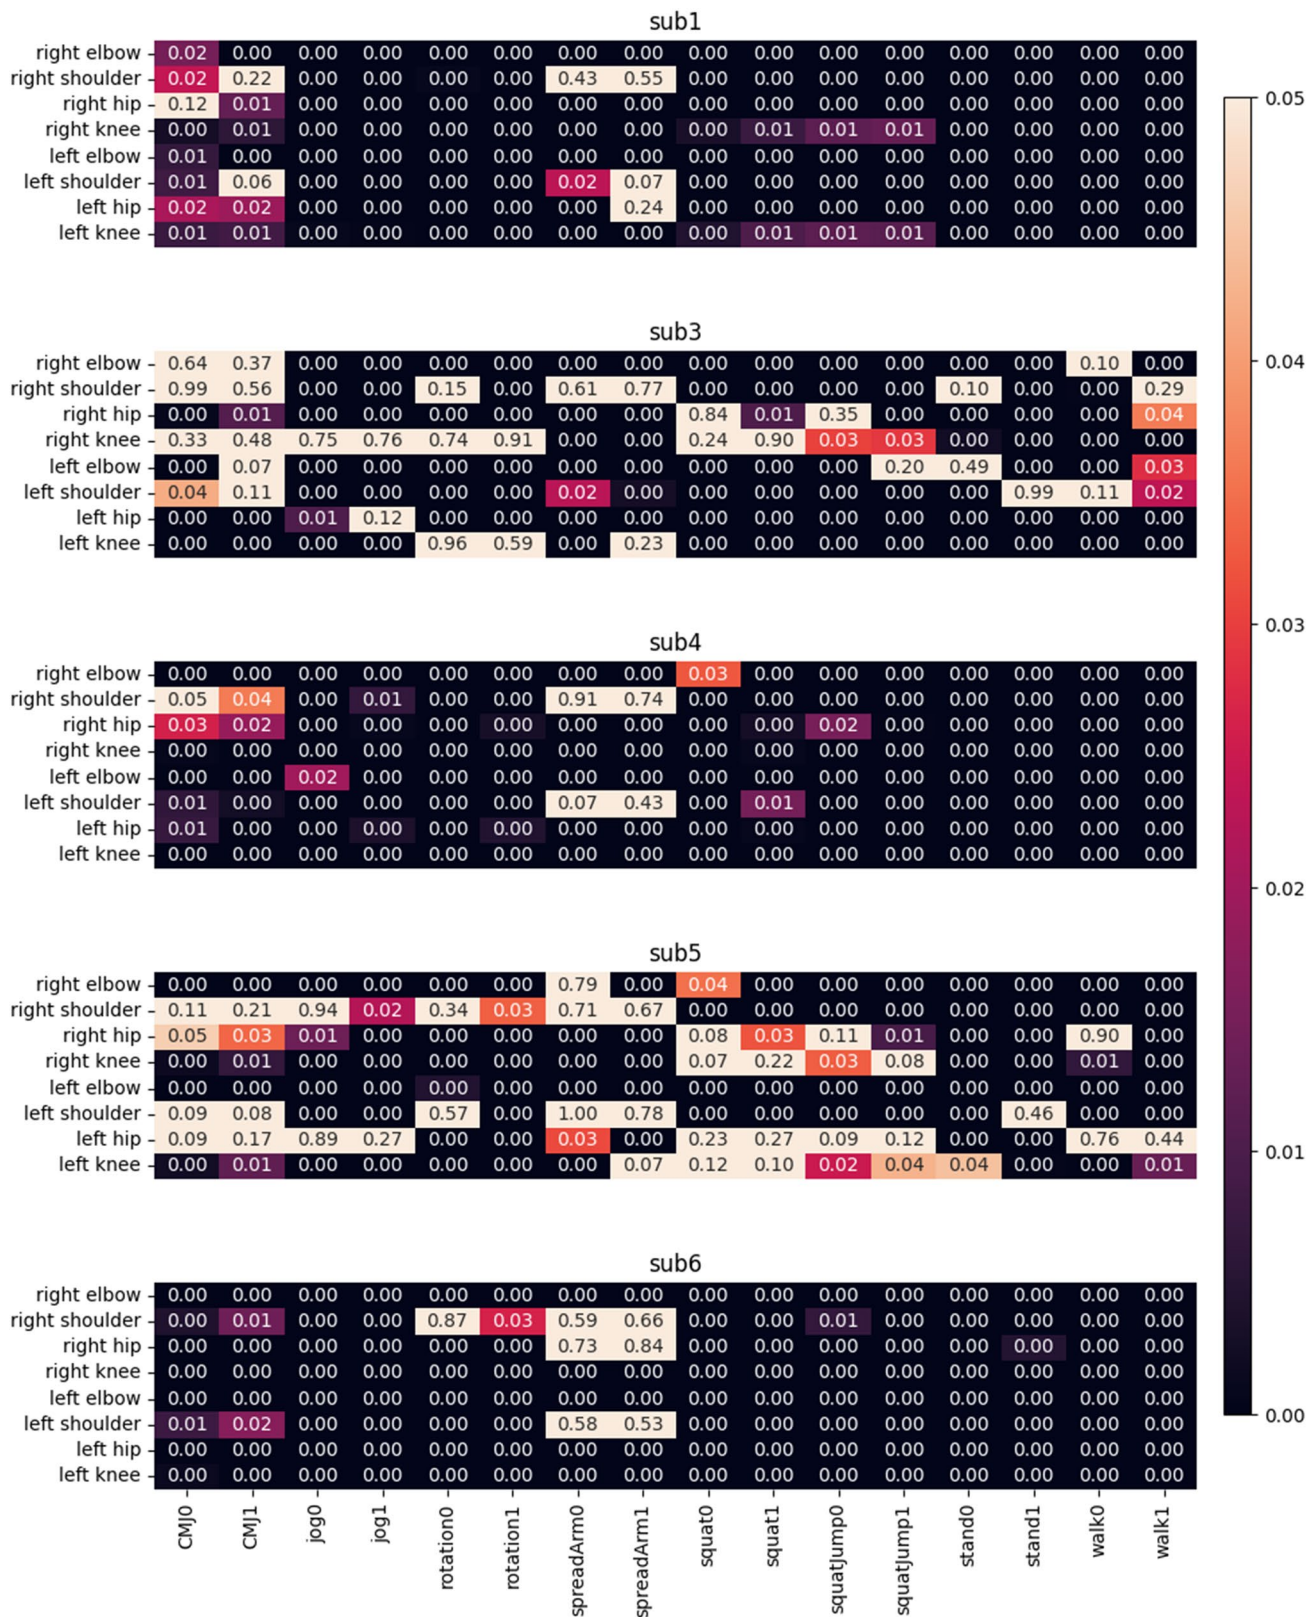 sub1
right elbow 0.02 0.00 0.00 0.00 0.00 0.00 0.00 0.00 0.00 0.00 0.00 0.00 0.00 0.00 0.00 0.00
right shoulder 0.02 0.22 0.00 0.00 0.00 0.00 0.43 0.55 0.00 0.00 0.00 0.00 0.00 0.00 0.00 0.00
right hip 0.12 0.01 0.00 0.00 0.00 0.00 0.00 0.00 0.00 0.00 0.00 0.00 0.00 0.00 0.00 0.00
right knee 0.00 0.01 0.00 0.00 0.00 0.00 0.00 0.00 0.00 0.01 0.01 0.01 0.00 0.00 0.00 0.00
left elbow 0.01 0.00 0.00 0.00 0.00 0.00 0.00 0.00 0.00 0.00 0.00 0.00 0.00 0.00 0.00 0.00
left shoulder 0.01 0.06 0.00 0.00 0.00 0.00 0.02 0.07 0.00 0.00 0.00 0.00 0.00 0.00 0.00 0.00
left hip 0.02 0.02 0.00 0.00 0.00 0.00 0.00 0.24 0.00 0.00 0.00 0.00 0.00 0.00 0.00 0.00
left knee 0.01 0.01 0.00 0.00 0.00 0.00 0.00 0.00 0.00 0.01 0.01 0.01 0.00 0.00 0.00 0.00
sub3
right elbow 0.64 0.37 0.00 0.00 0.00 0.00 0.00 0.00 0.00 0.00 0.00 0.00 0.00 0.00 0.10 0.00
right shoulder 0.99 0.56 0.00 0.00 0.15 0.00 0.61 0.77 0.00 0.00 0.00 0.00 0.10 0.00 0.00 0.29
right hip 0.00 0.01 0.00 0.00 0.00 0.00 0.00 0.00 0.84 0.01 0.35 0.00 0.00 0.00 0.00 0.04
right knee 0.33 0.48 0.75 0.76 0.74 0.91 0.00 0.00 0.24 0.90 0.03 0.03 0.00 0.00 0.00 0.00
left elbow 0.00 0.07 0.00 0.00 0.00 0.00 0.00 0.00 0.00 0.00 0.00 0.20 0.49 0.00 0.00 0.03
left shoulder 0.04 0.11 0.00 0.00 0.00 0.00 0.02 0.00 0.00 0.00 0.00 0.00 0.00 0.99 0.11 0.02
left hip 0.00 0.00 0.01 0.12 0.00 0.00 0.00 0.00 0.00 0.00 0.00 0.00 0.00 0.00 0.00 0.00
left knee 0.00 0.00 0.00 0.00 0.96 0.59 0.00 0.23 0.00 0.00 0.00 0.00 0.00 0.00 0.00 0.00
sub4
right elbow 0.00 0.00 0.00 0.00 0.00 0.00 0.00 0.00 0.03 0.00 0.00 0.00 0.00 0.00 0.00 0.00
right shoulder 0.05 0.04 0.00 0.01 0.00 0.00 0.91 0.74 0.00 0.00 0.00 0.00 0.00 0.00 0.00 0.00
right hip 0.03 0.02 0.00 0.00 0.00 0.00 0.00 0.00 0.00 0.00 0.02 0.00 0.00 0.00 0.00 0.00
right knee 0.00 0.00 0.00 0.00 0.00 0.00 0.00 0.00 0.00 0.00 0.00 0.00 0.00 0.00 0.00 0.00
left elbow 0.00 0.00 0.02 0.00 0.00 0.00 0.00 0.00 0.00 0.00 0.00 0.00 0.00 0.00 0.00 0.00
left shoulder 0.01 0.00 0.00 0.00 0.00 0.00 0.07 0.43 0.00 0.01 0.00 0.00 0.00 0.00 0.00 0.00
left hip 0.01 0.00 0.00 0.00 0.00 0.00 0.00 0.00 0.00 0.00 0.00 0.00 0.00 0.00 0.00 0.00
left knee 0.00 0.00 0.00 0.00 0.00 0.00 0.00 0.00 0.00 0.00 0.00 0.00 0.00 0.00 0.00 0.00
sub5
right elbow 0.00 0.00 0.00 0.00 0.00 0.00 0.79 0.00 0.04 0.00 0.00 0.00 0.00 0.00 0.00 0.00
right shoulder 0.11 0.21 0.94 0.02 0.34 0.03 0.71 0.67 0.00 0.00 0.00 0.00 0.00 0.00 0.00 0.00
right hip 0.05 0.03 0.01 0.00 0.00 0.00 0.00 0.00 0.08 0.03 0.11 0.01 0.00 0.00 0.90 0.00
right knee 0.00 0.01 0.00 0.00 0.00 0.00 0.00 0.00 0.07 0.22 0.03 0.08 0.00 0.00 0.01 0.00
left elbow 0.00 0.00 0.00 0.00 0.00 0.00 0.00 0.00 0.00 0.00 0.00 0.00 0.00 0.00 0.00 0.00
left shoulder 0.09 0.08 0.00 0.00 0.57 0.00 1.00 0.78 0.00 0.00 0.00 0.00 0.00 0.46 0.00 0.00
left hip 0.09 0.17 0.89 0.27 0.00 0.00 0.03 0.00 0.23 0.27 0.09 0.12 0.00 0.00 0.76 0.44
left knee 0.00 0.01 0.00 0.00 0.00 0.00 0.00 0.07 0.12 0.10 0.02 0.04 0.04 0.00 0.00 0.01
sub6
right elbow 0.00 0.00 0.00 0.00 0.00 0.00 0.00 0.00 0.00 0.00 0.00 0.00 0.00 0.00 0.00 0.00
right shoulder 0.00 0.01 0.00 0.00 0.87 0.03 0.59 0.66 0.00 0.00 0.01 0.00 0.00 0.00 0.00 0.00
right hip 0.00 0.00 0.00 0.00 0.00 0.00 0.73 0.84 0.00 0.00 0.00 0.00 0.00 0.00 0.00 0.00
right knee 0.00 0.00 0.00 0.00 0.00 0.00 0.00 0.00 0.00 0.00 0.00 0.00 0.00 0.00 0.00 0.00
left elbow 0.00 0.00 0.00 0.00 0.00 0.00 0.00 0.00 0.00 0.00 0.00 0.00 0.00 0.00 0.00 0.00
left shoulder 0.01 0.02 0.00 0.00 0.00 0.00 0.58 0.53 0.00 0.00 0.00 0.00 0.00 0.00 0.00 0.00
left hip 0.00 0.00 0.00 0.00 0.00 0.00 0.00 0.00 0.00 0.00 0.00 0.00 0.00 0.00 0.00 0.00
left knee 0.00 0.00 0.00 0.00 0.00 0.00 0.00 0.00 0.00 0.00 0.00 0.00 0.00 0.00 0.00 0.00
CMJ0 CMJ1 jog0 jog1 rotation0 rotation1 spreadArm0 spreadArm1 squat0 squat1 squatJump0 squatJump1 stand0 stand1 walk0 walk1
0.05
0.04
0.03
0.02
0.01
0.00